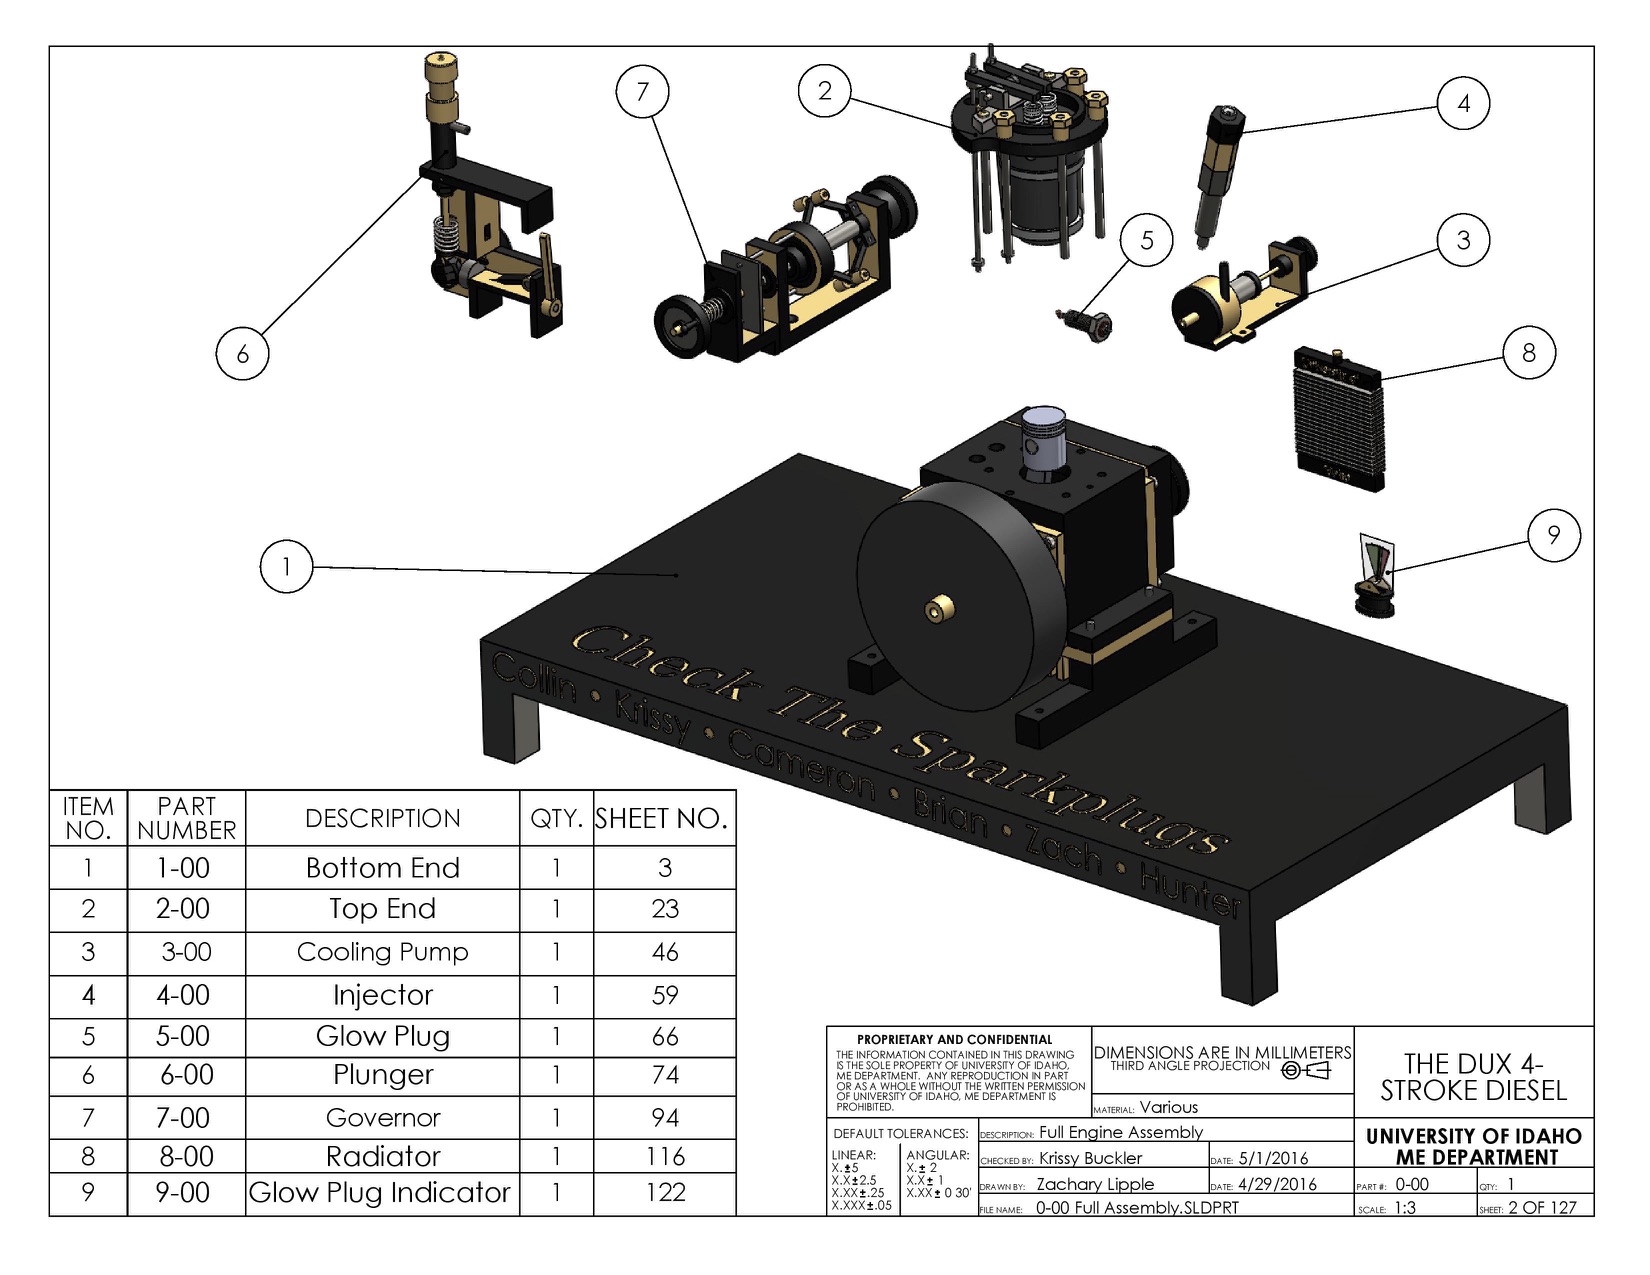 7
2
4
5
3
6
8
9
1
Check The Sparkplugs
Collin • Krissy • Cameron • Brian • Zach • Hunter
ITEM NO. PART NUMBER DESCRIPTION QTY. SHEET NO.
1 1-00 Bottom End 1 3
2 2-00 Top End 1 23
3 3-00 Cooling Pump 1 46
4 4-00 Injector 1 59
5 5-00 Glow Plug 1 66
6 6-00 Plunger 1 74
7 7-00 Governor 1 94
8 8-00 Radiator 1 116
9 9-00 Glow Plug Indicator 1 122
PROPRIETARY AND CONFIDENTIAL
THE INFORMATION CONTAINED IN THIS DRAWING
IS THE SOLE PROPERTY OF UNIVERSITY OF IDAHO,
ME DEPARTMENT. ANY REPRODUCTION IN PART
OR AS A WHOLE WITHOUT THE WRITTEN PERMISSION
OF UNIVERSITY OF IDAHO, ME DEPARTMENT IS
PROHIBITED.
DIMENSIONS ARE IN MILLIMETERS
THIRD ANGLE PROJECTION
MATERIAL: Various
THE DUX 4-
STROKE DIESEL
DEFAULT TOLERANCES:
LINEAR:
X.±5
X.X±2.5
X.XX±.25
X.XXX±.05
ANGULAR:
X.± 2
X.X± 1
X.XX± 0 30'
DESCRIPTION: Full Engine Assembly
CHECKED BY: Krissy Buckler DATE: 5/1/2016
DRAWN BY: Zachary Lipple DATE: 4/29/2016
FILE NAME: 0-00 Full Assembly.SLDPRT
UNIVERSITY OF IDAHO
ME DEPARTMENT
PART #: 0-00 QTY: 1
SCALE: 1:3 SHEET: 2 OF 127